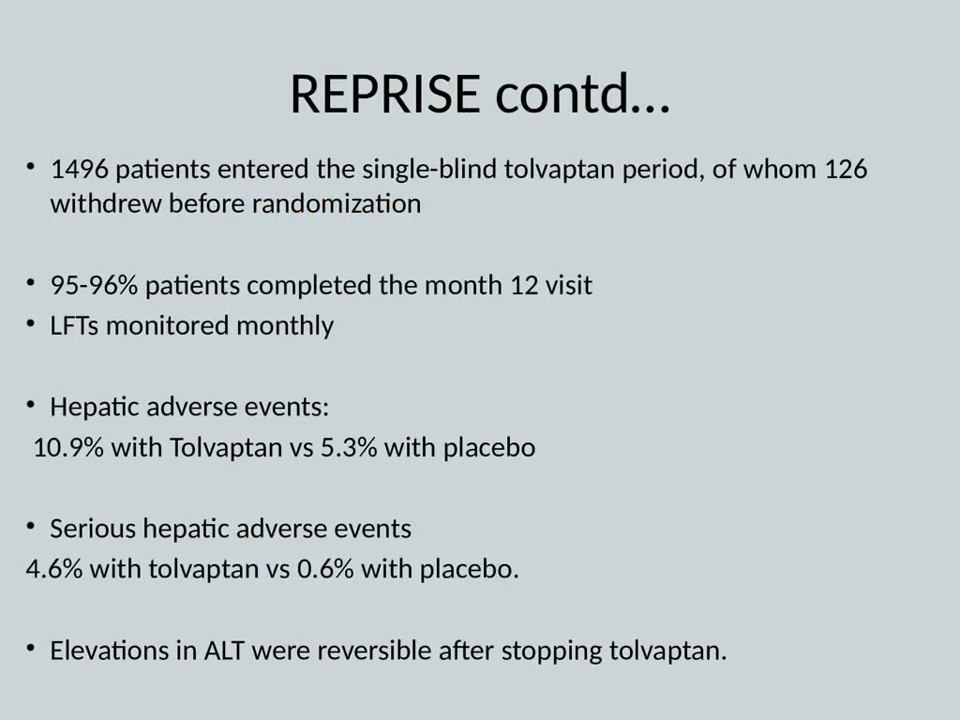 REPRISE contd...
• 1496 patients entered the single-blind tolvaptan period, of whom 126
withdrew before randomization
• 95-96% patients completed the month 12 visit
• LFTs monitored monthly
• Hepatic adverse events:
10.9% with Tolvaptan vs 5.3% with placebo
• Serious hepatic adverse events
4.6% with tolvaptan vs 0.6% with placebo.
• Elevations in ALT were reversible after stopping tolvaptan.